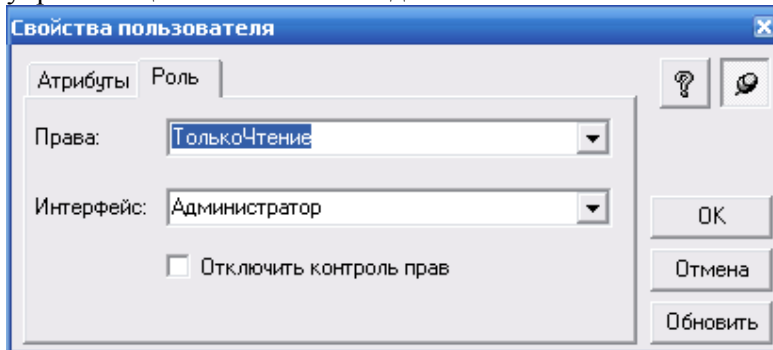 Свойства пользователя
Атрибуты Роль
Права: ТолькоЧтение
Интерфейс: Администратор
Отключить контроль прав
OK
Отмена
Обновить